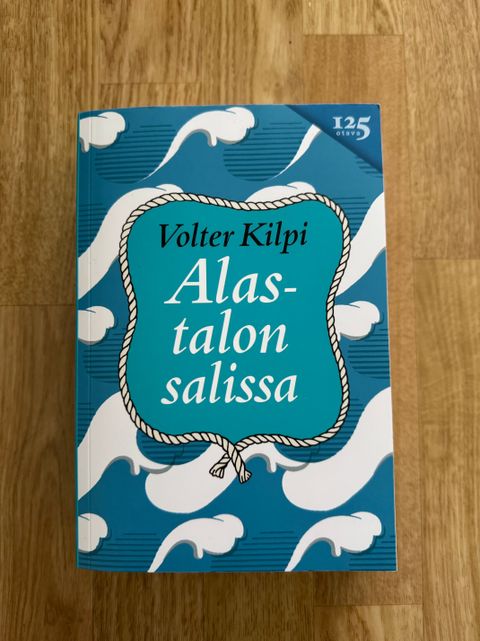 125
otava
Volter Kilpi
Alas-
talon
salissa